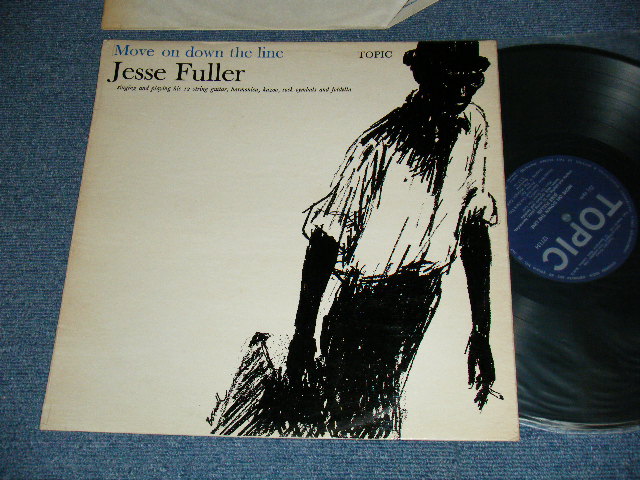 Move on down the line
TOPIC
Jesse Fuller
Singing and playing his 12 string guitar, harmonica, kazoo, sock cymbals and fotdella
TOPIC